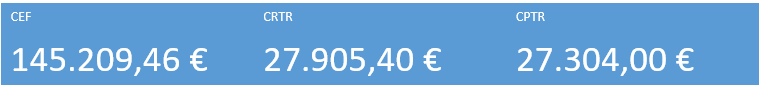 CEF CRTR CPTR
145.209,46 € 27.905,40 € 27.304,00 €